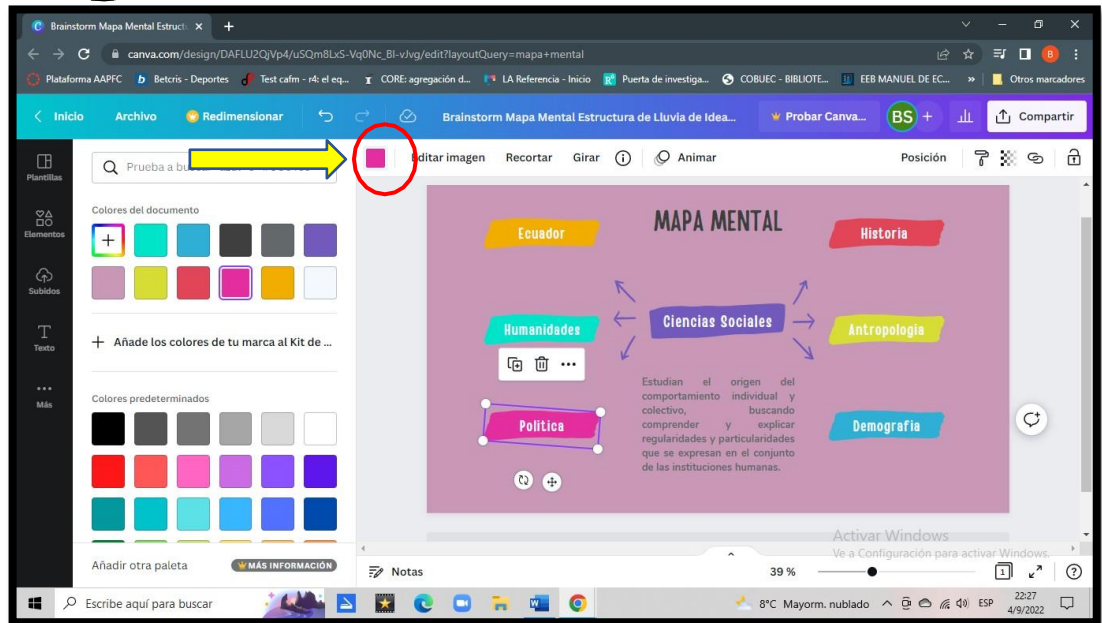 Brainstorm Mapa Mental Estruct
canva.com/design/DAFLU2QjVp4/uSQm8LxS-Vq0Nc_BI-vJvg/edit?layoutQuery=mapa+mental
Plataforma AAPFC
Betcris - Deportes
Test cafm - r4: el eq...
CORE: agregación d...
LA Referencia - Inicio
Puerta de investiga...
COBUEC - BIBLIOTE...
EEB MANUEL DE EC...
»
Otros marcadores
Inicio
Archivo
Redimensionar
Brainstorm Mapa Mental Estructura de Lluvia de Idea...
Probar Canva...
BS
+
Compartir
Plantillas
Elementos
Subidos
Texto
Más
Prueba a
Editar imagen
Recortar
Girar
Animar
Posición
Colores del documento
+ Añade los colores de tu marca al Kit de ...
Colores predeterminados
Añadir otra paleta
MÁS INFORMACIÓN
MAPA MENTAL
Ecuador
Historia
Humanidades
Ciencias Sociales
Antropologia
Politica
Demografia
Estudian el origen del
comportamiento individual y
colectivo, buscando
comprender y explicar
regularidades y particularidades
que se expresan en el conjunto
de las instituciones humanas.
Activar Windows
Ve a Configuración para activar Windows.
Notas
39 %
1
Escribe aquí para buscar
8°C Mayorm. nublado
ESP
22:27
4/9/2022